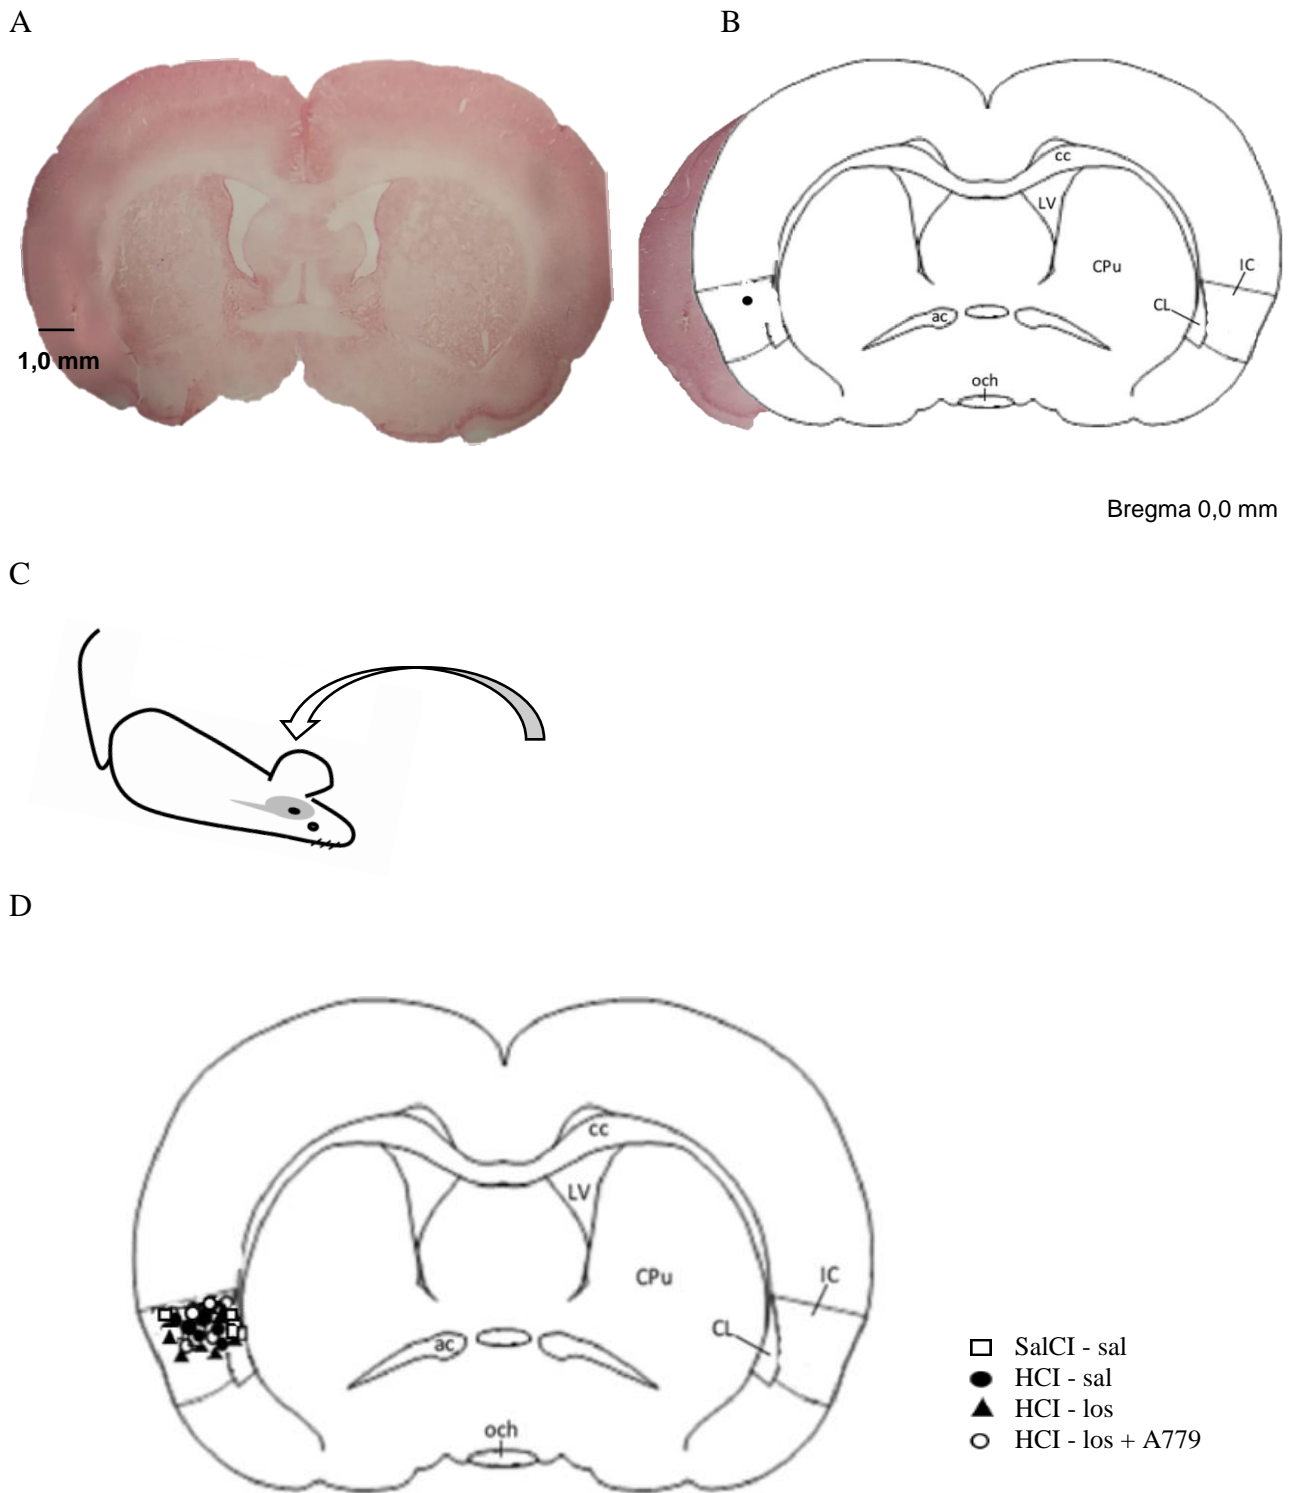 A
B
1,0 mm
cc
LV
CPu
IC
CL
ac
och
Bregma 0,0 mm
C
D
cc
LV
CPu
IC
CL
ac
och
SalCI - sal
HCI - sal
HCI - los
HCI - los + A779